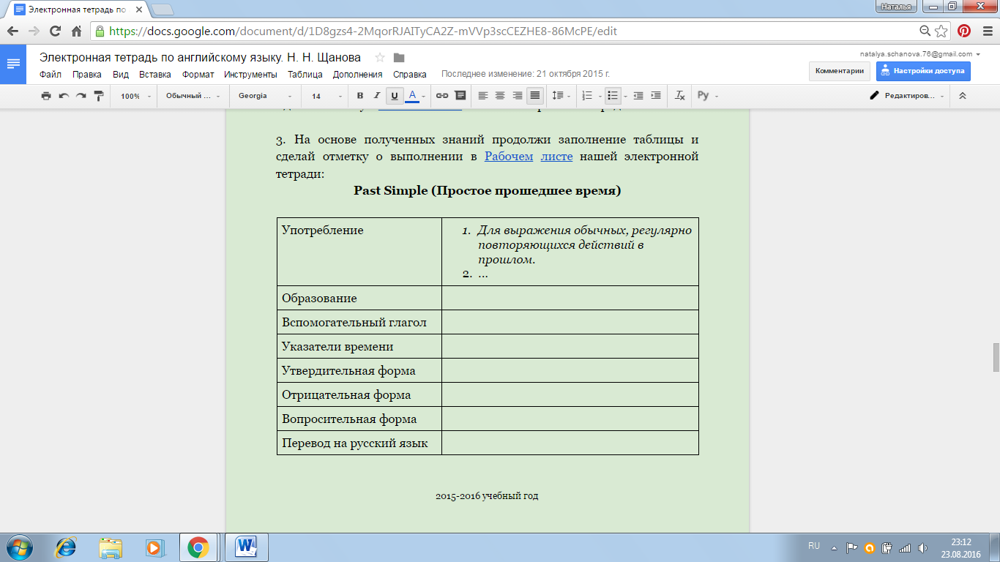 Электронная тетрадь по
Наталья
https://docs.google.com/document/d/1D8gzs4-2MqorRJAITyCA2Z-mVVp3scCEZHE8-86McPE/edit
Электронная тетрадь по английскому языку. Н. Н. Щанова
natalya.schanova.76@gmail.com
Файл Правка Вид Вставка Формат Инструменты Таблица Дополнения Справка Последнее изменение: 21 октября 2015 г.
Комментарии Настройки доступа
100% Обычный ... Georgia 14 B I U A Py Редактиров...
3. На основе полученных знаний продолжи заполнение таблицы и
сделай отметку о выполнении в Рабочем листе нашей электронной
тетради:
Past Simple (Простое прошедшее время)
Употребление
1. Для выражения обычных, регулярно
повторяющихся действий в
прошлом.
2. ...
Образование
Вспомогательный глагол
Указатели времени
Утвердительная форма
Отрицательная форма
Вопросительная форма
Перевод на русский язык
2015-2016 учебный год
RU
23:12
23.08.2016